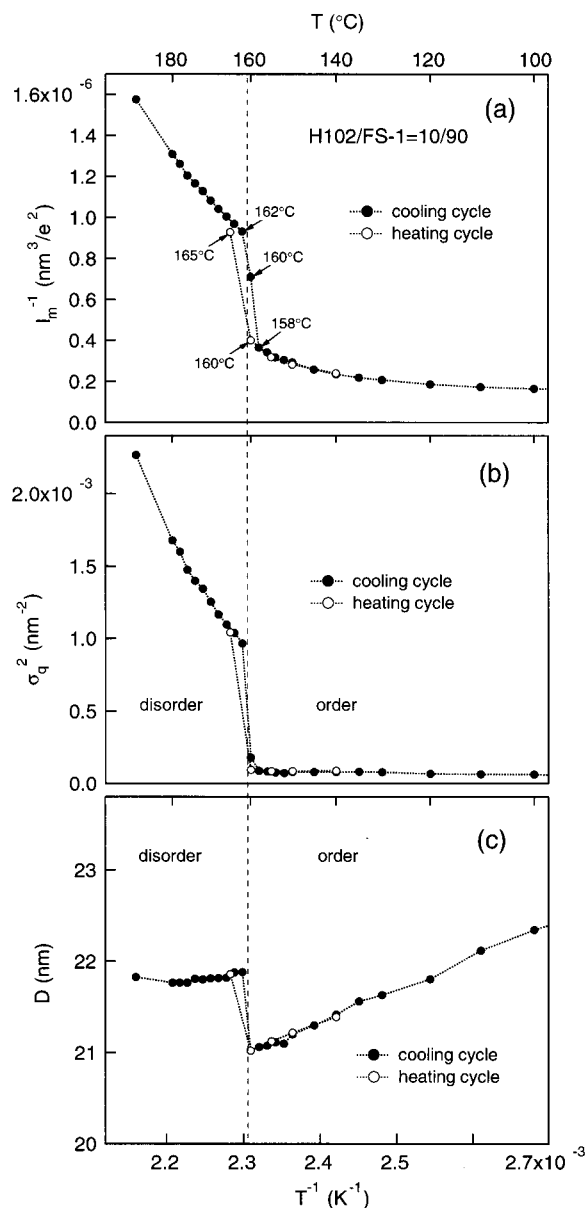 T (°C)
180 160 140 120 100
1.6x10 -6
(a)
H102/FS-1=10/90
1.4
1.2
1.0
0.8
0.6
0.4
0.2
0.0
Im-1 (nm3/e2)
cooling cycle
heating cycle
162°C
165°C
160°C
158°C
160°C
(b)
2.0x10 -3
1.5
1.0
0.5
0.0
σq2 (nm-2)
cooling cycle
heating cycle
disorder order
(c)
disorder order
23
22
21
20
D (nm)
cooling cycle
heating cycle
2.2 2.3 2.4 2.5 2.6 2.7x10 -3
T-1 (K-1)